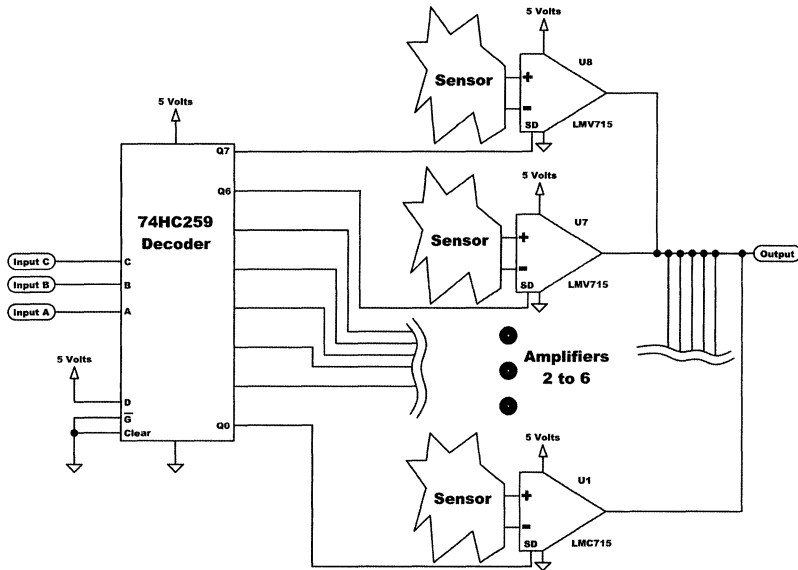 5 Volts
U8
Sensor
+
−
SD
LMV715
5 Volts
Q7
5 Volts
Q6
U7
74HC259
Decoder
Sensor
+
−
SD
LMV715
Input C
C
Output
Input B
B
Input A
A
Amplifiers
2 to 6
5 Volts
D
G
Clear
Q0
5 Volts
U1
Sensor
+
−
SD
LMC715